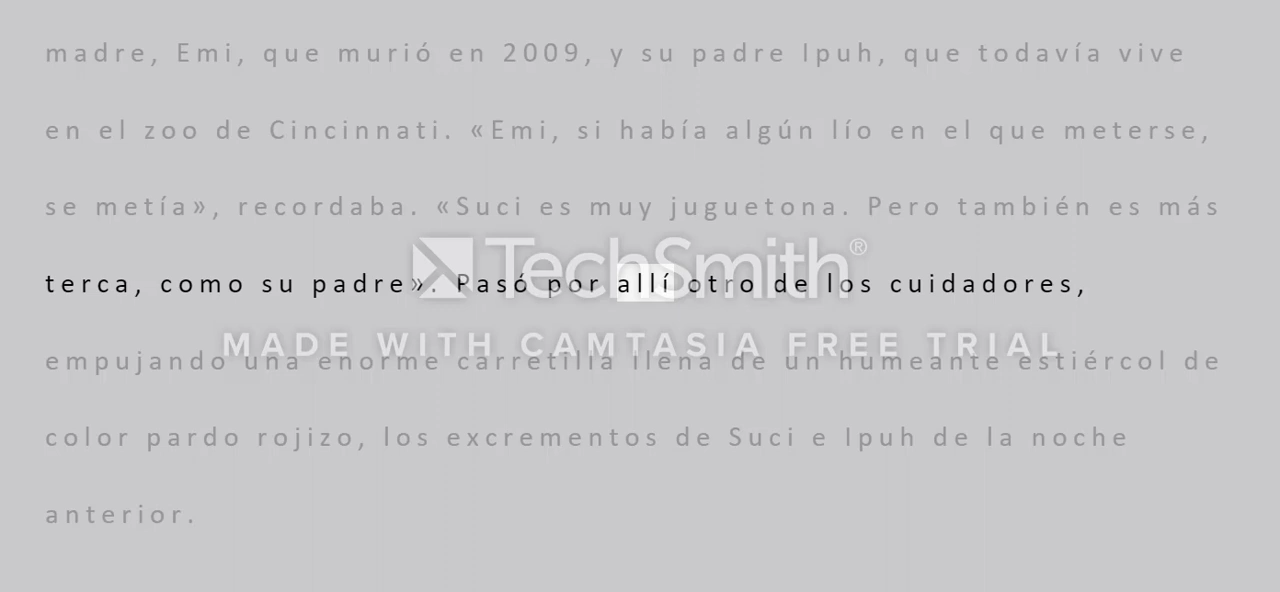 madre, Emi, que murió en 2009, y su padre Ipuh, que todavía vive
en el zoo de Cincinnati. «Emi, si había algún lío en el que meterse,
se metía», recordaba. «Suci es muy juguetona. Pero también es más
TechSmith®
terca, como su padre». Pasó por allí otro de los cuidadores,
MADE WITH CAMTASIA FREE TRIAL
empujando una enorme carretilla llena de un humeante estiércol de
color pardo rojizo, los excrementos de Suci e Ipuh de la noche
anterior.